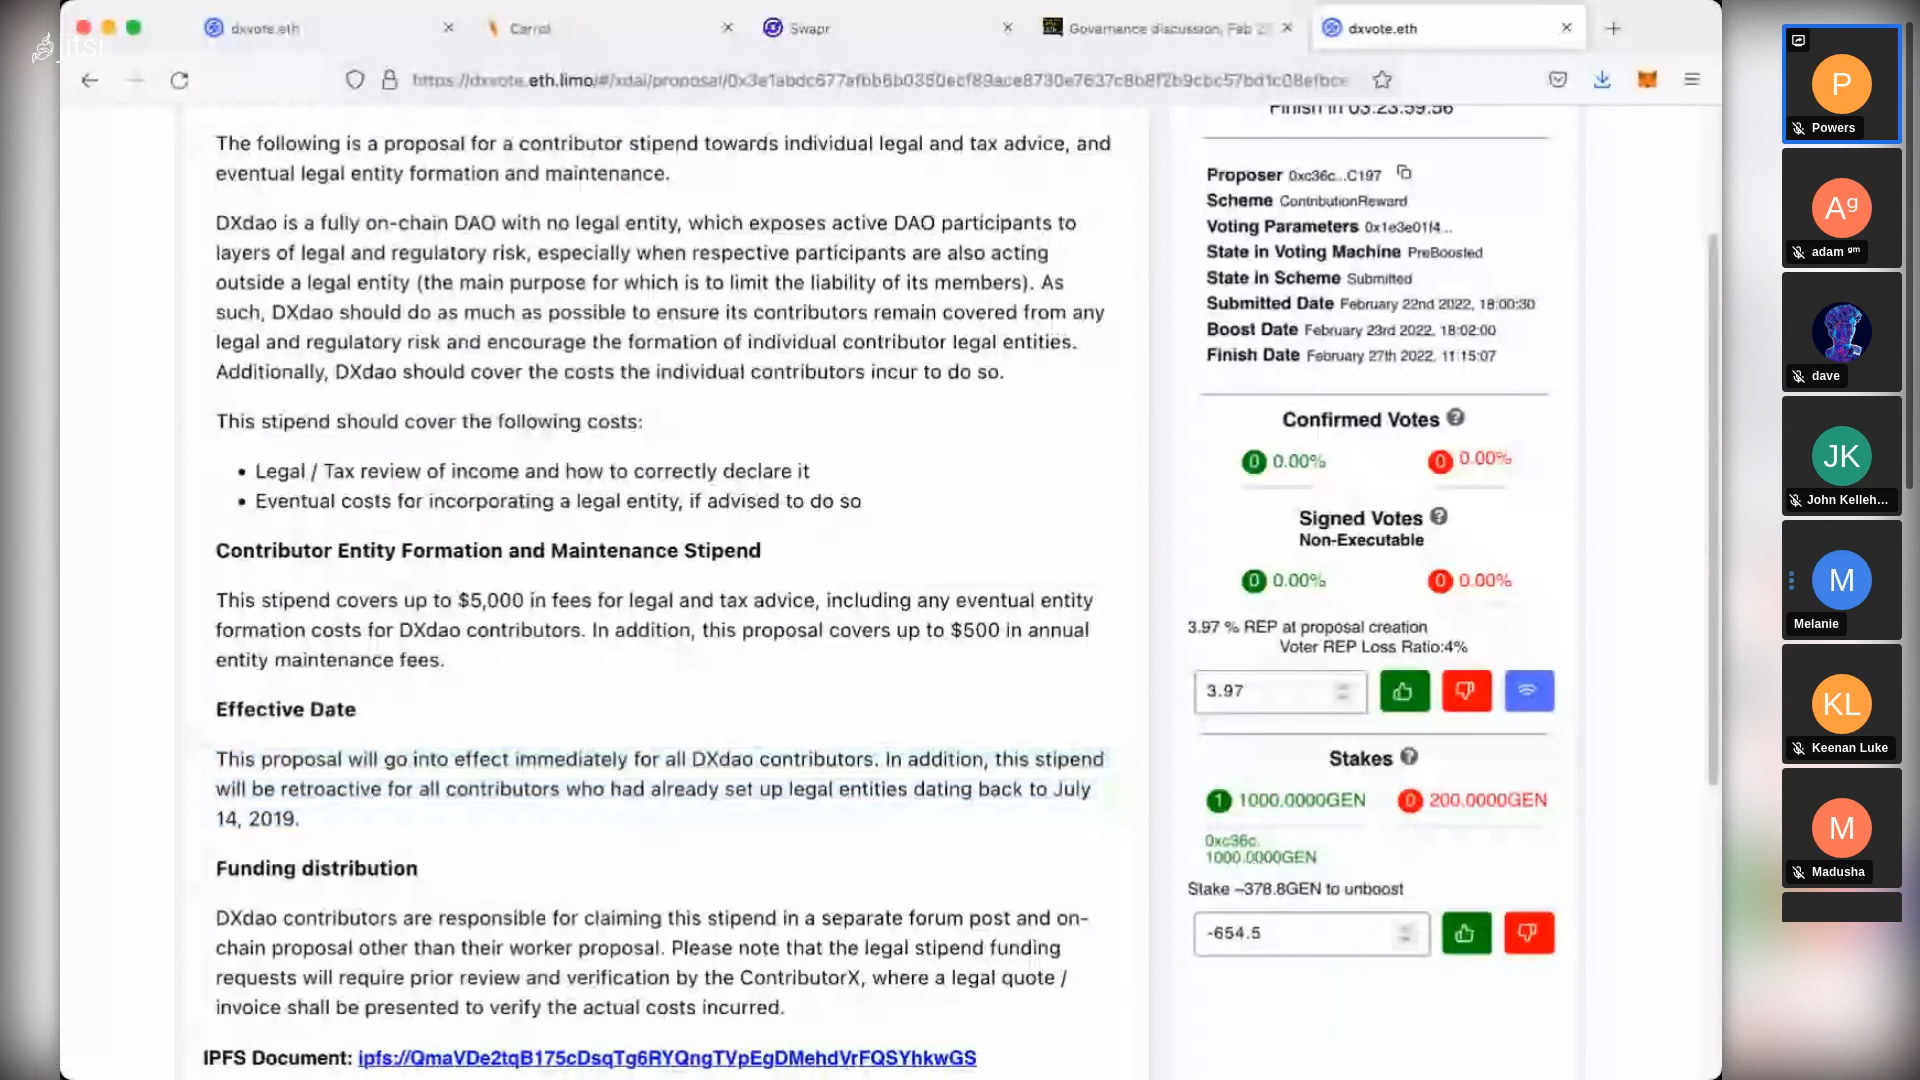 jitsi
dxvote.eth
Carrot
Swapr
Governance discussion, Feb 2
dxvote.eth
The following is a proposal for a contributor stipend towards individual legal and tax advice, and
eventual legal entity formation and maintenance.
DXdao is a fully on-chain DAO with no legal entity, which exposes active DAO participants to
layers of legal and regulatory risk, especially when respective participants are also acting
outside a legal entity (the main purpose for which is to limit the liability of its members). As
such, DXdao should do as much as possible to ensure its contributors remain covered from any
legal and regulatory risk and encourage the formation of individual contributor legal entities.
Additionally, DXdao should cover the costs the individual contributors incur to do so.
This stipend should cover the following costs:
• Legal / Tax review of income and how to correctly declare it
• Eventual costs for incorporating a legal entity, if advised to do so
Contributor Entity Formation and Maintenance Stipend
This stipend covers up to $5,000 in fees for legal and tax advice, including any eventual entity
formation costs for DXdao contributors. In addition, this proposal covers up to $500 in annual
entity maintenance fees.
Effective Date
This proposal will go into effect immediately for all DXdao contributors. In addition, this stipend
will be retroactive for all contributors who had already set up legal entities dating back to July
14, 2019.
Funding distribution
DXdao contributors are responsible for claiming this stipend in a separate forum post and on-
chain proposal other than their worker proposal. Please note that the legal stipend funding
requests will require prior review and verification by the ContributorX, where a legal quote /
invoice shall be presented to verify the actual costs incurred.
IPFS Document: ipfs://QmaVDe2tqB175cDsqTg6RYQngTVpEgDMehdVrFQSYhkwGS
Finish in 03:23:59:56
Proposer 0xc36c...C197
Scheme ContributionReward
Voting Parameters 0x1e3e01f4...
State in Voting Machine PreBoosted
State in Scheme Submitted
Submitted Date February 22nd 2022, 18:00:30
Boost Date February 23rd 2022, 18:02:00
Finish Date February 27th 2022, 11:15:07
Confirmed Votes ?
0 0.00% 0 0.00%
Signed Votes ?
Non-Executable
0 0.00% 0 0.00%
3.97 % REP at proposal creation
Voter REP Loss Ratio:4%
3.97
Stakes ?
1 1000.0000GEN 0 200.0000GEN
0xc36c.
1000.0000GEN
Stake ~378.8GEN to unboost
-654.5
P
Powers
Ag
adam gm
dave
JK
John Kelleh...
M
Melanie
KL
Keenan Luke
M
Madusha